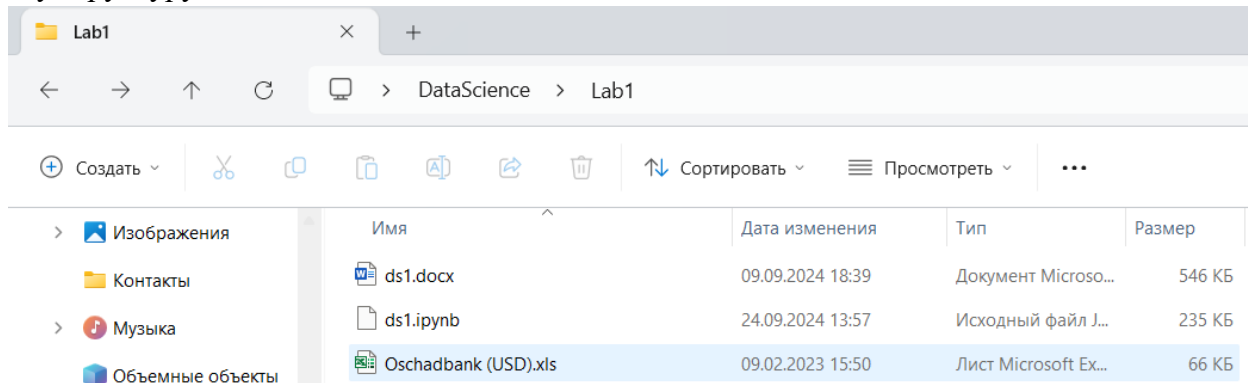 Lab1
DataScience > Lab1
Создать Сортировать Просмотреть
Имя Дата изменения Тип Размер
Изображения
Контакты
Музыка
Объемные объекты
ds1.docx 09.09.2024 18:39 Документ Microso... 546 КБ
ds1.ipynb 24.09.2024 13:57 Исходный файл J... 235 КБ
Oschadbank (USD).xls 09.02.2023 15:50 Лист Microsoft Ex... 66 КБ